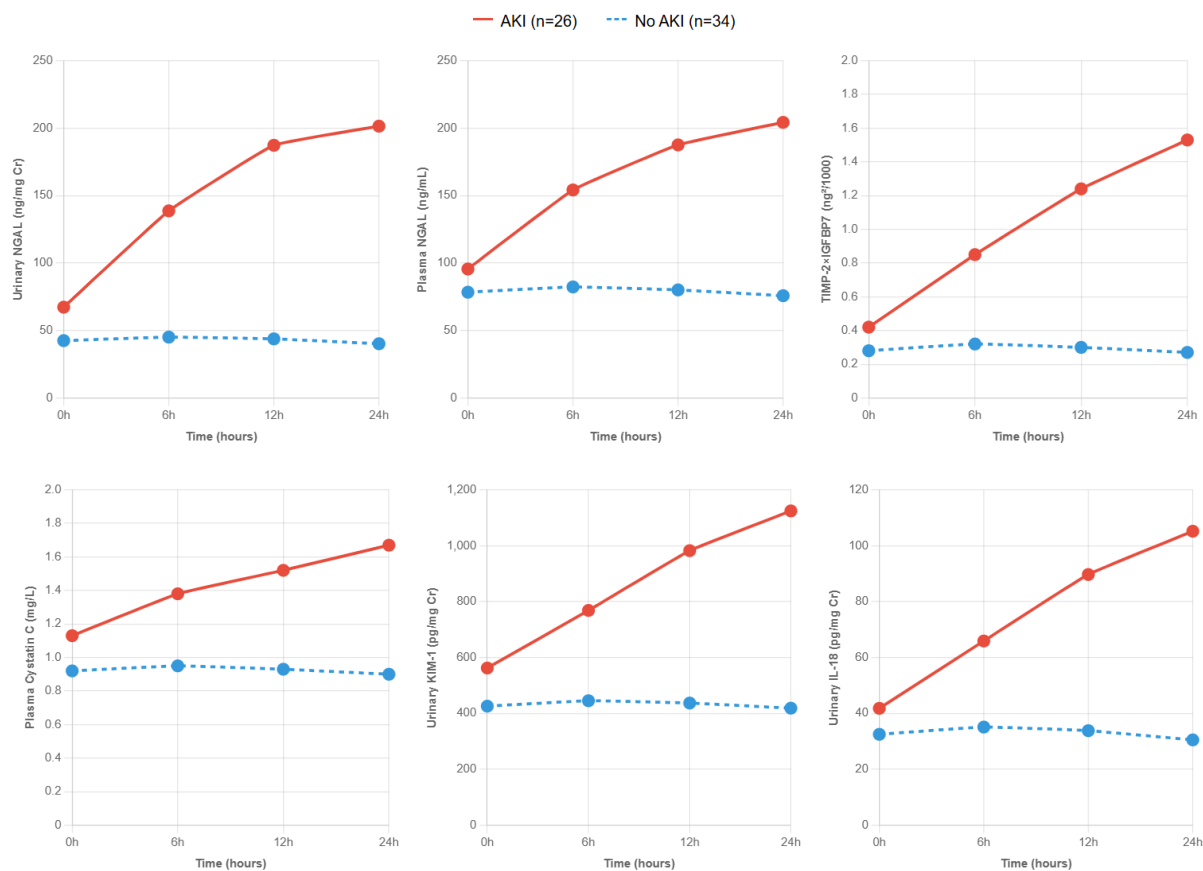 AKI (n=26) No AKI (n=34)
Urinary NGAL (ng/mg Cr)
250
200
150
100
50
0
0h 6h 12h 24h
Time (hours)
Plasma NGAL (ng/mL)
250
200
150
100
50
0
0h 6h 12h 24h
Time (hours)
TIMP-2×IGFBP7 (ng²/1000)
2.0
1.8
1.6
1.4
1.2
1.0
0.8
0.6
0.4
0.2
0
0h 6h 12h 24h
Time (hours)
Plasma Cystatin C (mg/L)
2.0
1.8
1.6
1.4
1.2
1.0
0.8
0.6
0.4
0.2
0
0h 6h 12h 24h
Time (hours)
Urinary KIM-1 (pg/mg Cr)
1,200
1,000
800
600
400
200
0
0h 6h 12h 24h
Time (hours)
Urinary IL-18 (pg/mg Cr)
120
100
80
60
40
20
0
0h 6h 12h 24h
Time (hours)